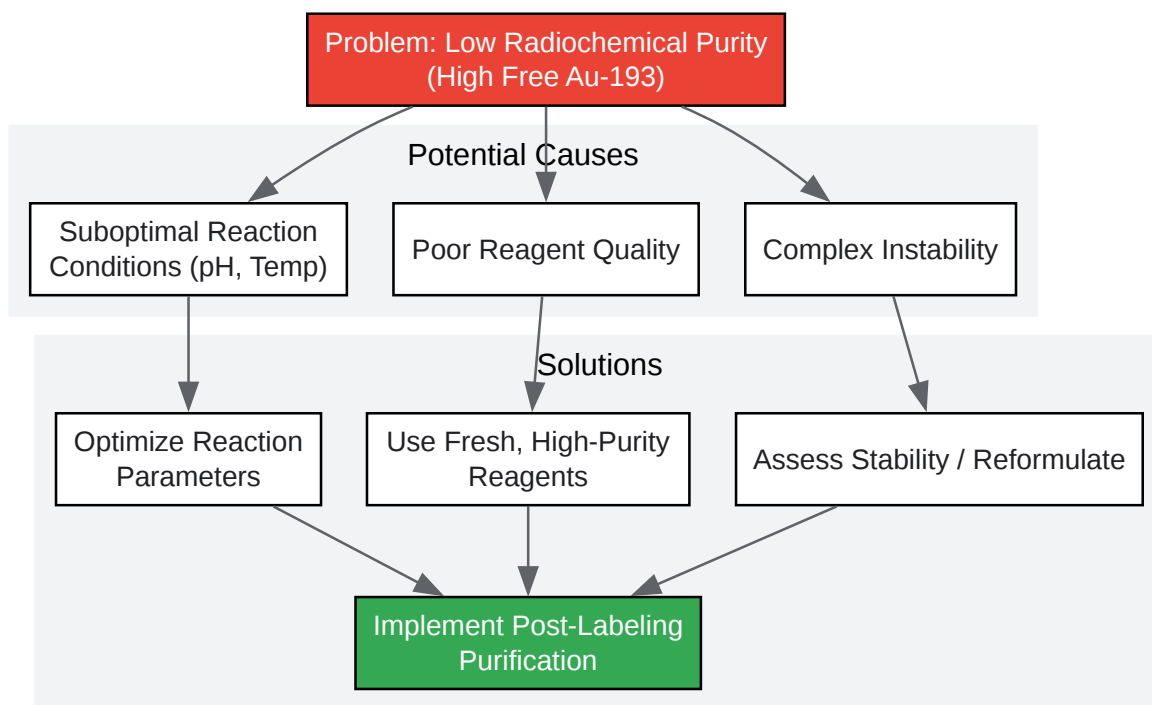 Problem: Low Radiochemical Purity
(High Free Au-193)
Potential Causes
Suboptimal Reaction
Conditions (pH, Temp)
Poor Reagent Quality
Complex Instability
Solutions
Optimize Reaction
Parameters
Use Fresh, High-Purity
Reagents
Assess Stability / Reformulate
Implement Post-Labeling
Purification